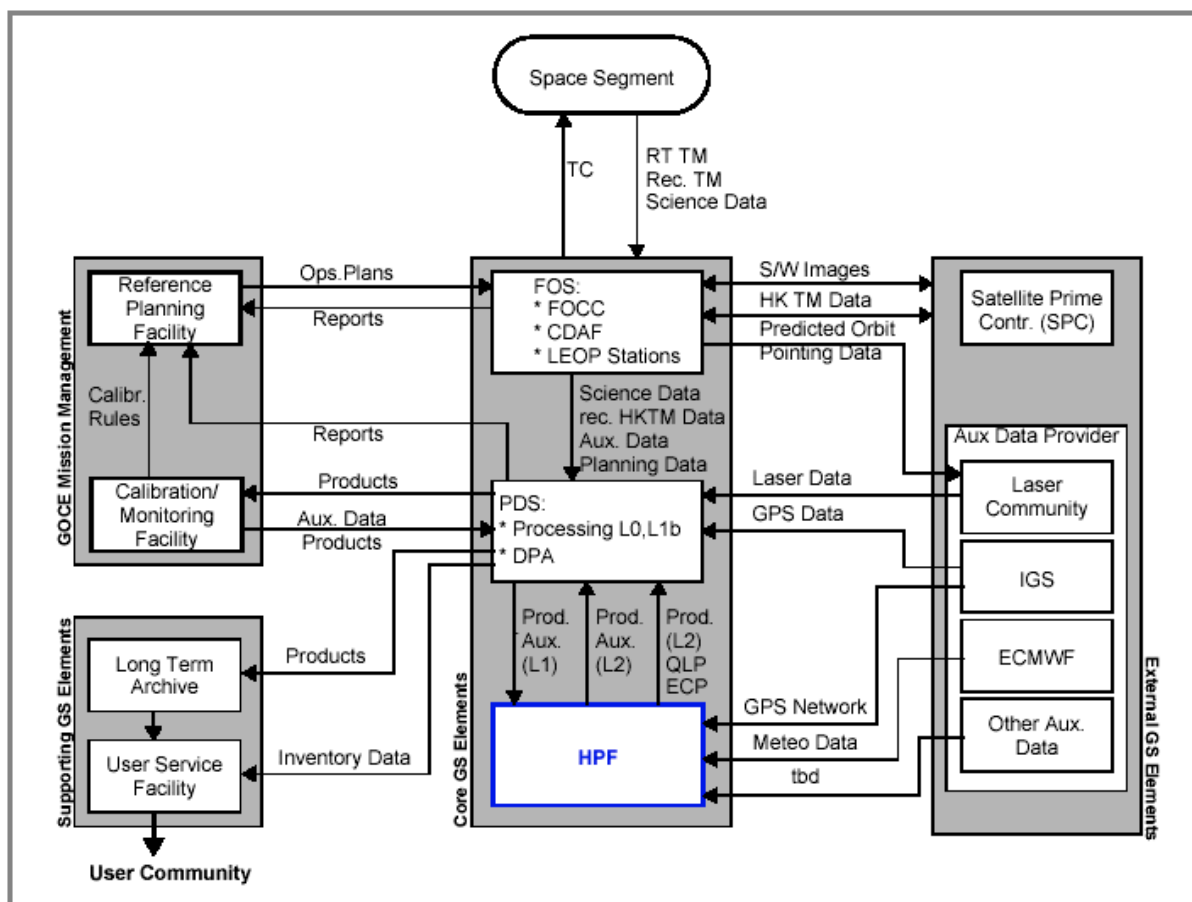 Space Segment
TC
RT TM
Rec. TM
Science Data
GOCE Mission Management
Reference
Planning
Facility
Ops.Plans
Reports
Calibr.
Rules
Reports
Calibration/
Monitoring
Facility
Products
Aux. Data
Products
Supporting GS Elements
Long Term
Archive
Products
User Service
Facility
Inventory Data
User Community
Core GS Elements
FOS:
* FOCC
* CDAF
* LEOP Stations
Science Data
rec. HKTM Data
Aux. Data
Planning Data
PDS:
* Processing L0,L1b
* DPA
Prod.
Aux.
(L1)
Prod.
Aux.
(L2)
Prod.
(L2)
QLP
ECP
HPF
S/W Images
HK TM Data
Predicted Orbit
Pointing Data
Laser Data
GPS Data
GPS Network
Meteo Data
tbd
Satellite Prime
Contr. (SPC)
Aux Data Provider
Laser
Community
IGS
ECMWF
Other Aux.
Data
External GS Elements